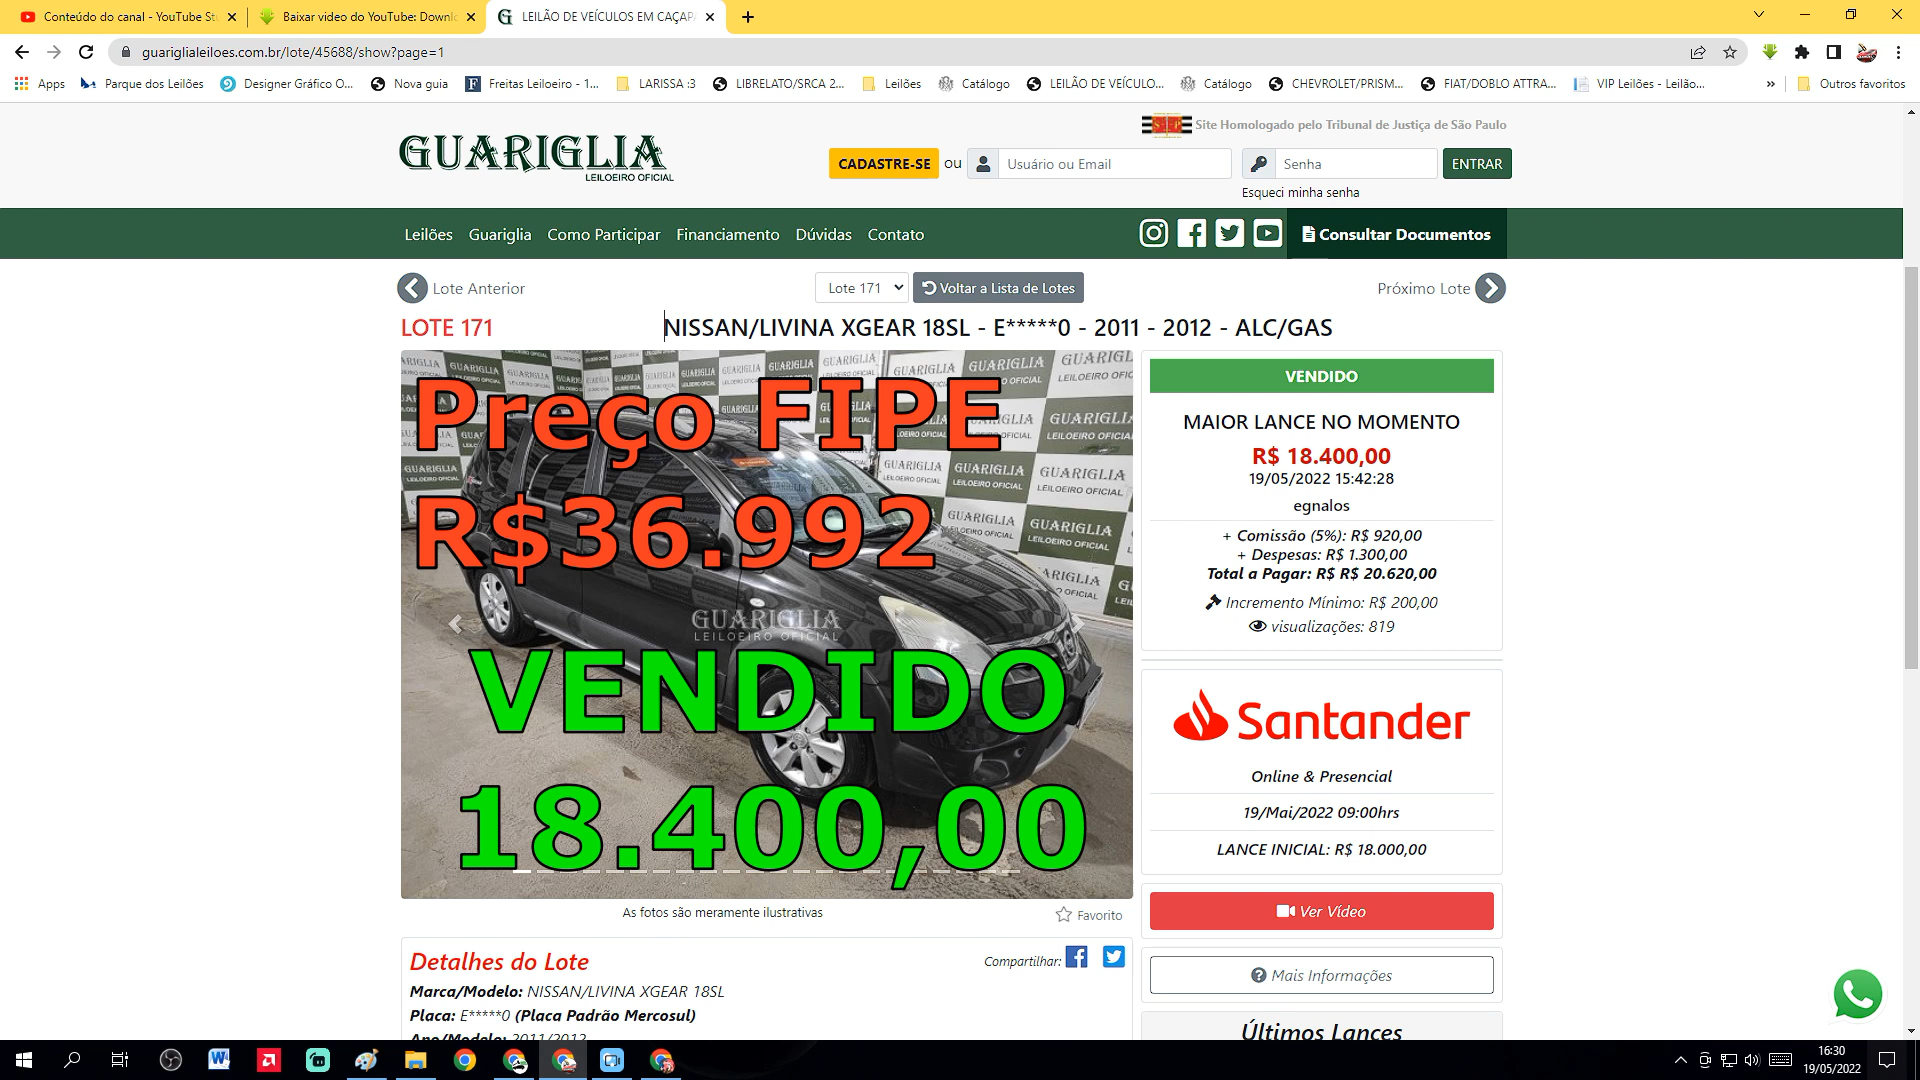 Conteúdo do canal - YouTube St
Baixar video do YouTube: Downl
LEILÃO DE VEÍCULOS EM CAÇAP
guariglialeiloes.com.br/lote/45688/show?page=1
Apps
Parque dos Leilões
Designer Gráfico O...
Nova guia
Freitas Leiloeiro - 1...
LARISSA :3
LIBRELATO/SRCA 2...
Leilões
Catálogo
LEILÃO DE VEÍCULO...
Catálogo
CHEVROLET/PRISM...
FIAT/DOBLO ATTRA...
VIP Leilões - Leilão...
»
Outros favoritos
GUARIGLIA
LEILOEIRO OFICIAL
Site Homologado pelo Tribunal de Justiça de São Paulo
CADASTRE-SE ou Usuário ou Email Senha ENTRAR
Esqueci minha senha
Leilões Guariglia Como Participar Financiamento Dúvidas Contato
Consultar Documentos
Lote Anterior
Lote 171
Voltar a Lista de Lotes
Próximo Lote
LOTE 171
NISSAN/LIVINA XGEAR 18SL - E*****0 - 2011 - 2012 - ALC/GAS
Preço FIPE
R$36.992
GUARIGLIA
LEILOEIRO OFICIAL
VENDIDO
18.400,00
As fotos são meramente ilustrativas
Favorito
Detalhes do Lote
Compartilhar:
Marca/Modelo: NISSAN/LIVINA XGEAR 18SL
Placa: E*****0 (Placa Padrão Mercosul)
Ano/Modelo: 2011/2012
VENDIDO
MAIOR LANCE NO MOMENTO
R$ 18.400,00
19/05/2022 15:42:28
egnalos
+ Comissão (5%): R$ 920,00
+ Despesas: R$ 1.300,00
Total a Pagar: R$ R$ 20.620,00
Incremento Mínimo: R$ 200,00
visualizações: 819
Santander
Online & Presencial
19/Mai/2022 09:00hrs
LANCE INICIAL: R$ 18.000,00
Ver Vídeo
Mais Informações
Últimos Lances
16:30
19/05/2022